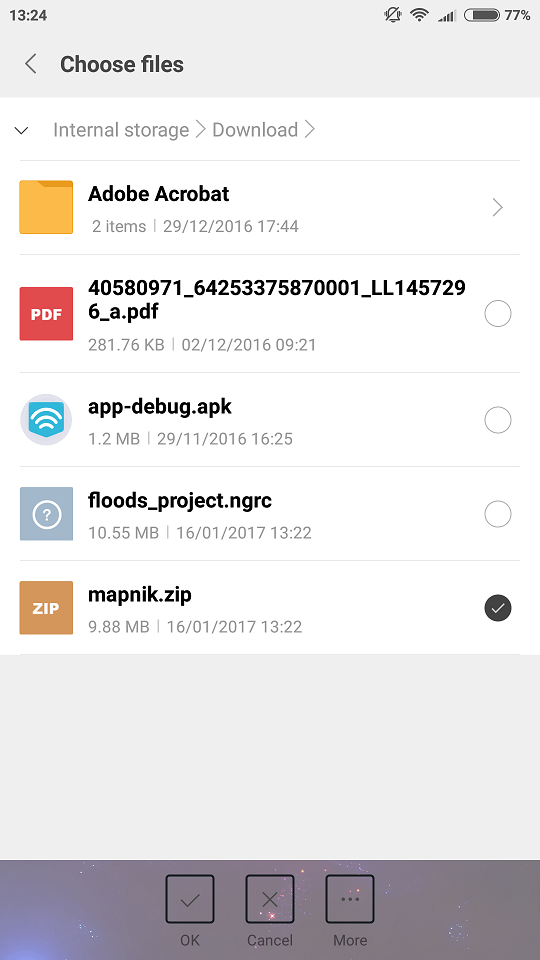 13:24
77%
Choose files
Internal storage
Download
Adobe Acrobat
2 items | 29/12/2016 17:44
PDF
40580971_64253375870001_LL145729
6_a.pdf
281.76 KB | 02/12/2016 09:21
app-debug.apk
1.2 MB | 29/11/2016 16:25
?
floods_project.ngrc
10.55 MB | 16/01/2017 13:22
ZIP
mapnik.zip
9.88 MB | 16/01/2017 13:22
OK
Cancel
More